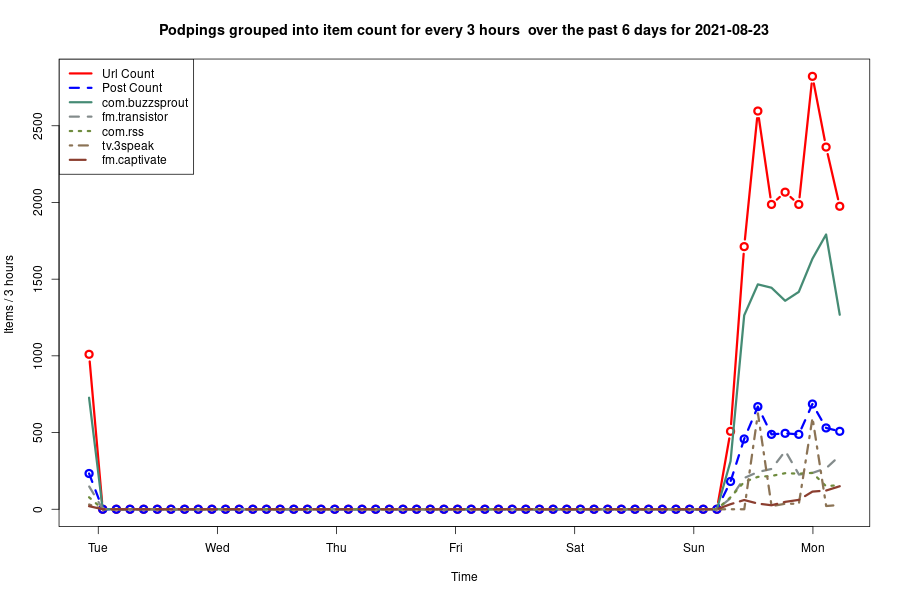 Podpings grouped into item count for every 3 hours  over the past 6 days for 2021-08-23
Url Count
Post Count
com.buzzsprout
fm.transistor
com.rss
tv.3speak
fm.captivate
Items / 3 hours
2500
2000
1500
1000
500
0
Tue Wed Thu Fri Sat Sun Mon
Time